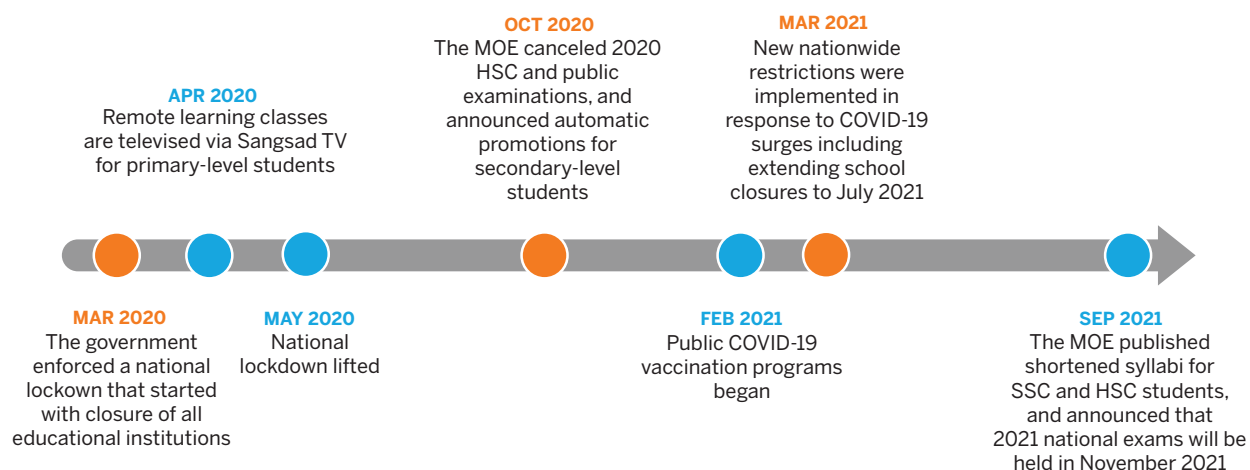 OCT 2020
The MOE canceled 2020
HSC and public
examinations, and
announced automatic
promotions for
secondary-level
students
MAR 2021
New nationwide
restrictions were
implemented in
response to COVID-19
surges including
extending school
closures to July 2021
APR 2020
Remote learning classes
are televised via Sangsad TV
for primary-level students
MAR 2020
The government
enforced a national
lockown that started
with closure of all
educational institutions
MAY 2020
National
lockdown lifted
FEB 2021
Public COVID-19
vaccination programs
began
SEP 2021
The MOE published
shortened syllabi for
SSC and HSC students,
and announced that
2021 national exams will be
held in November 2021